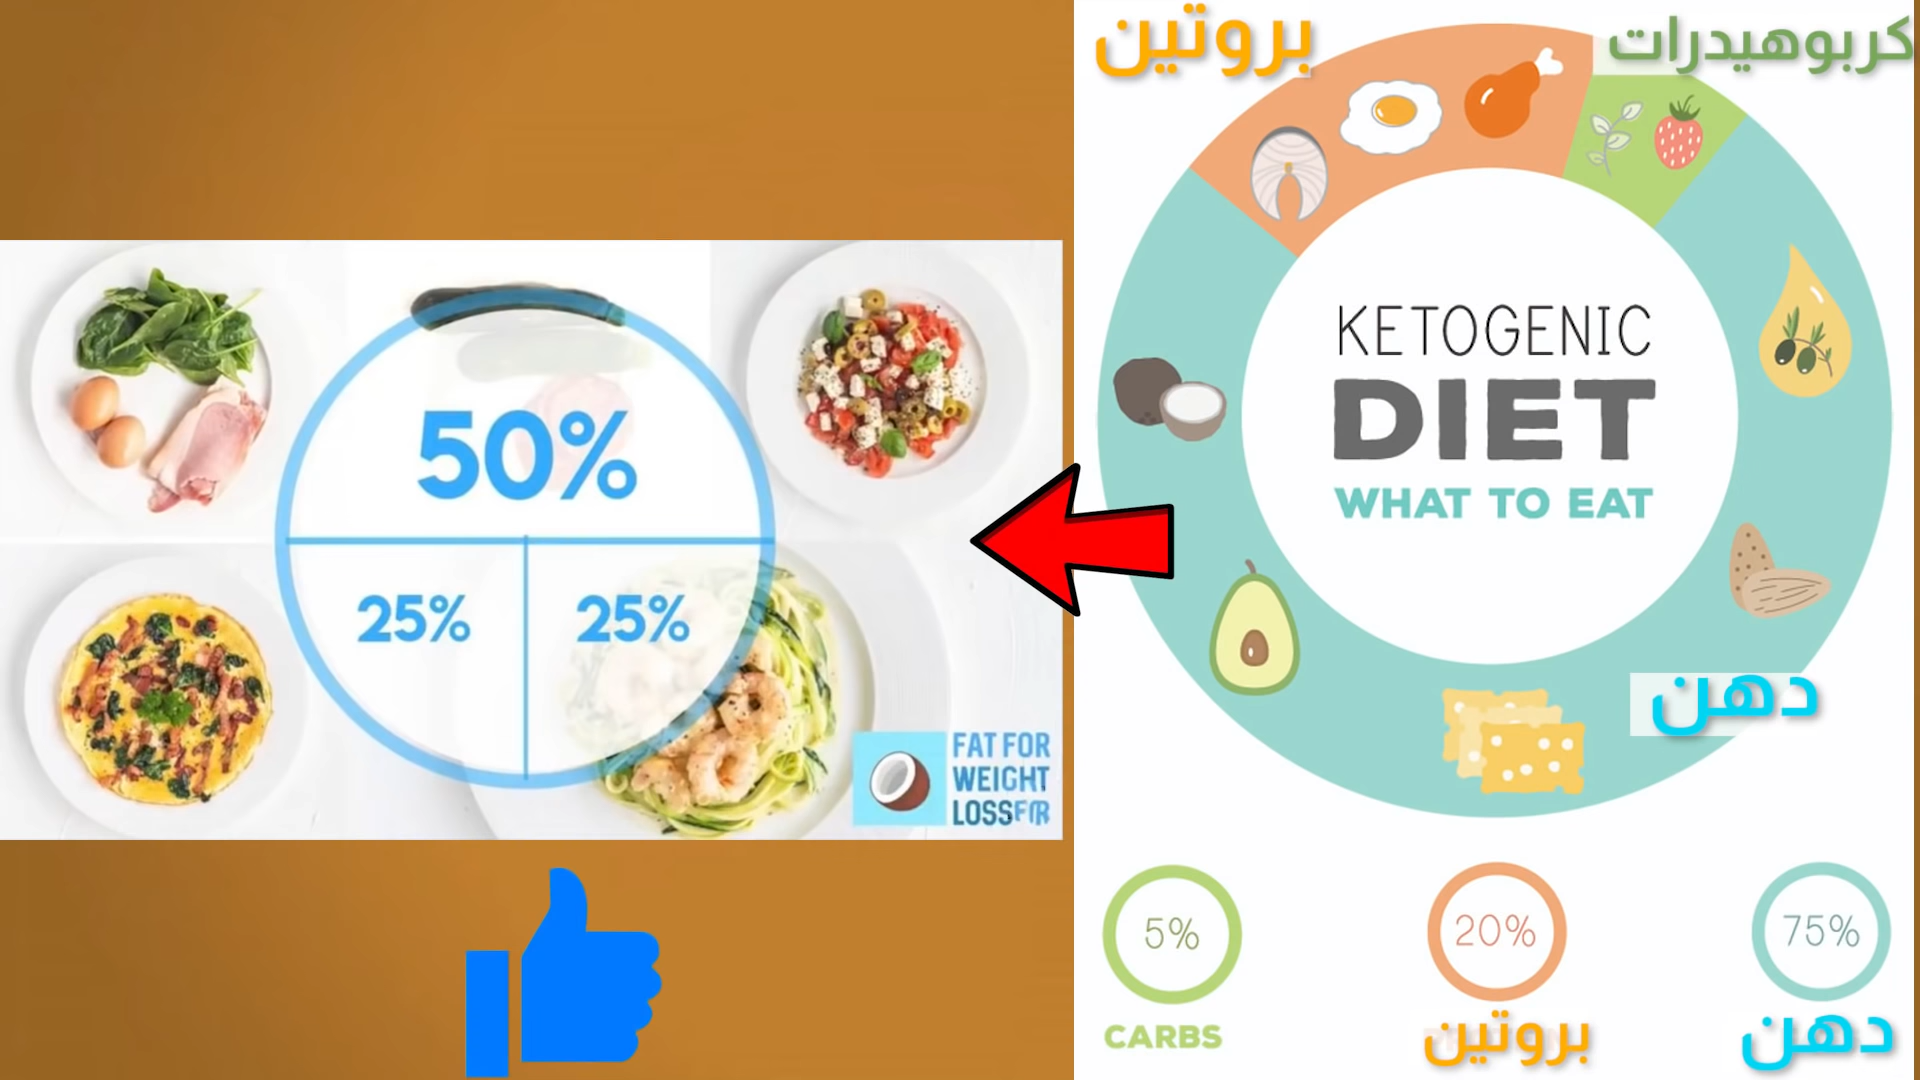 بروتين
كربوهيدرات
KETOGENIC
DIET
WHAT TO EAT
دهن
50%
25%
25%
FAT FOR
WEIGHT
LOSS
5%
20%
75%
CARBS
بروتين
دهن